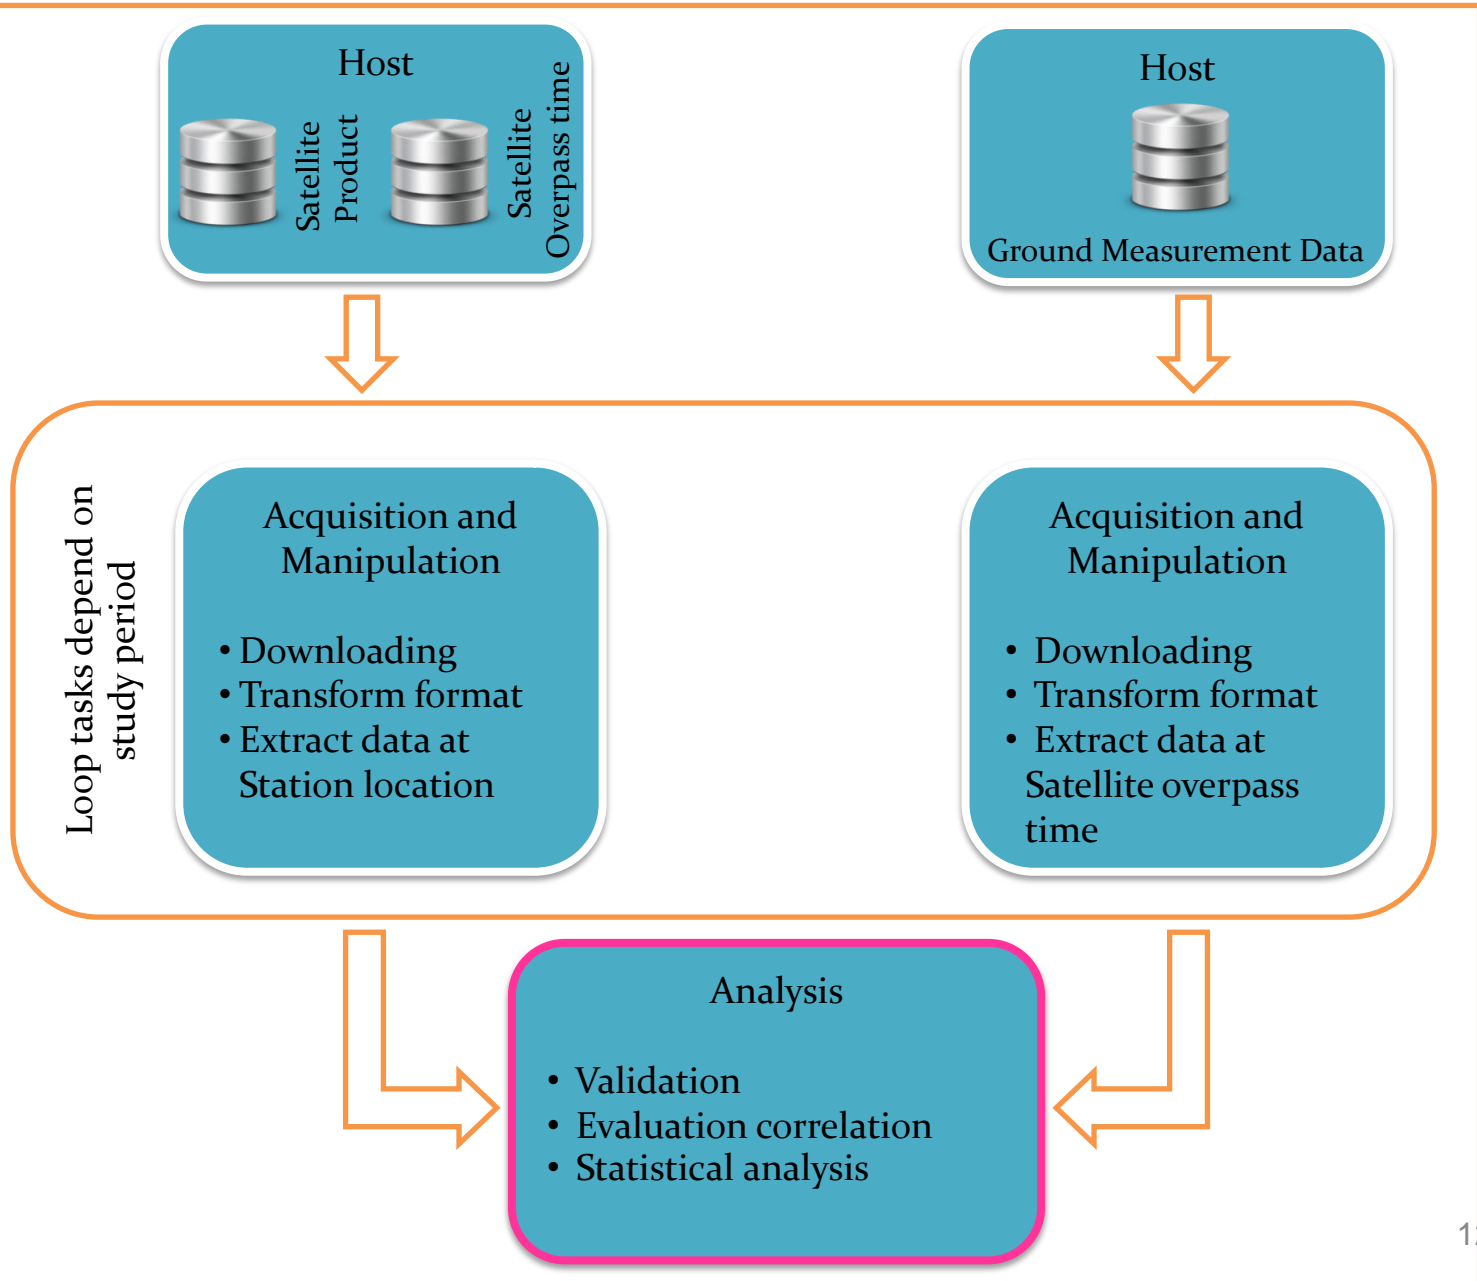 Host
Satellite
Product
Satellite
Overpass time
Host
Ground Measurement Data
Loop tasks depend on
study period
Acquisition and
Manipulation
• Downloading
• Transform format
• Extract data at
Station location
Acquisition and
Manipulation
• Downloading
• Transform format
• Extract data at
Satellite overpass
time
Analysis
• Validation
• Evaluation correlation
• Statistical analysis